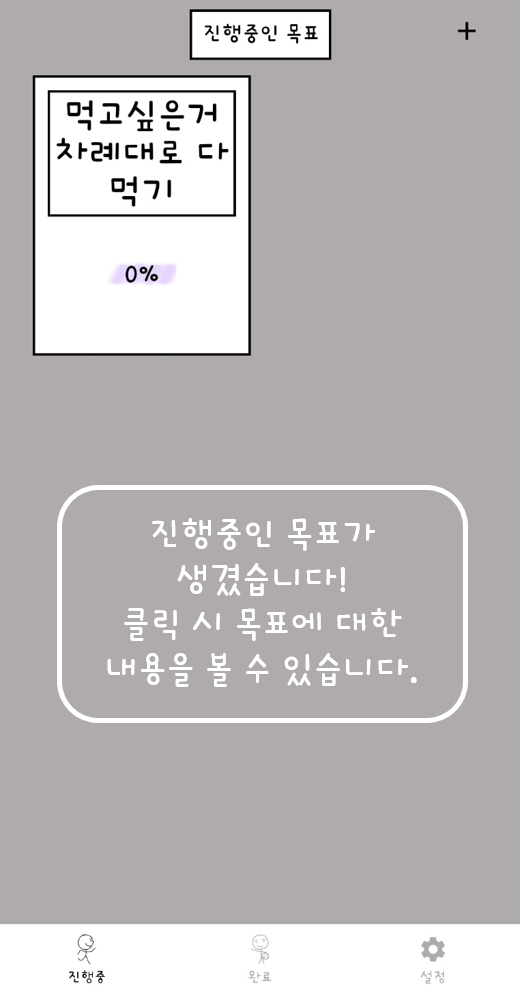 진행중인 목표
+
먹고싶은거
차례대로 다
먹기
0%
진행중인 목표가
생겼습니다!
클릭 시 목표에 대한
내용을 볼 수 있습니다.
진행중
완료
설정